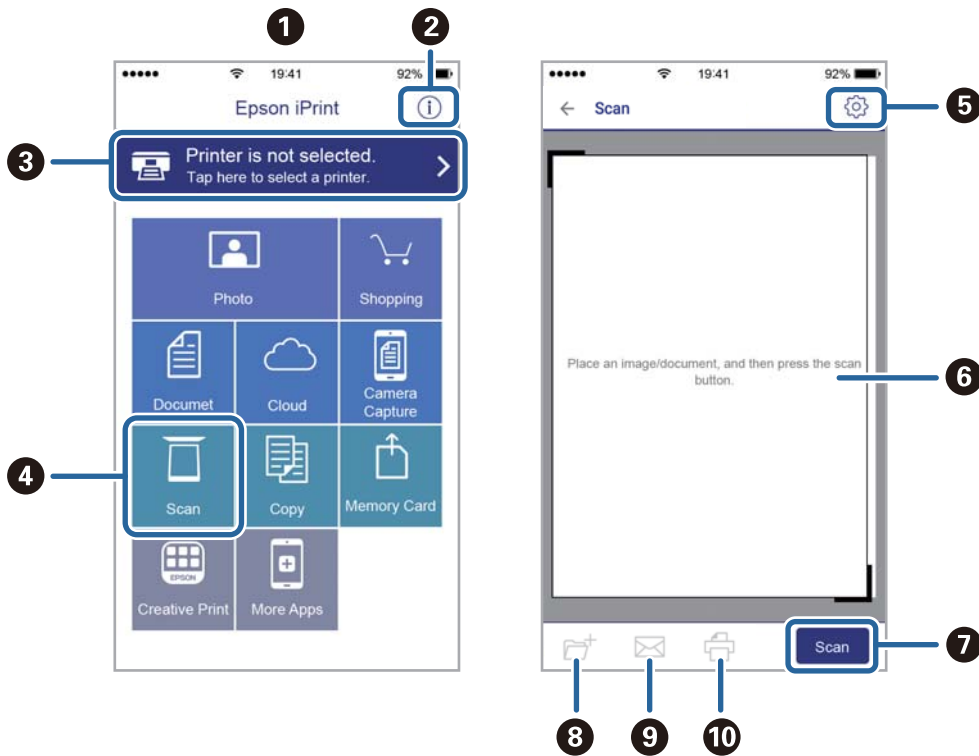 1
2
19:41
92%
Epson iPrint
i
3
Printer is not selected.
Tap here to select a printer.
Photo
Shopping
Documet
Cloud
Camera
Capture
4
Scan
Copy
Memory Card
EPSON
Creative Print
More Apps
19:41
92%
Scan
5
Place an image/document, and then press the scan
button.
6
Scan
7
8
9
10